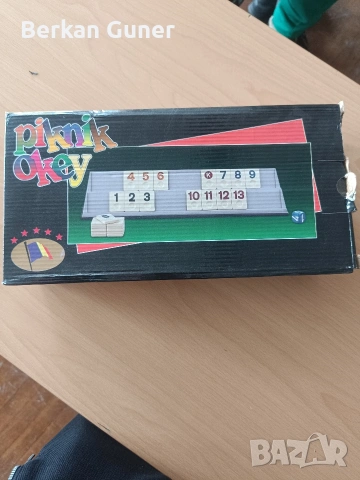 Berkan Guner
piknik
okey
4 5 6 K 7 8 9
1 2 3 10 11 12 13
BAZAR